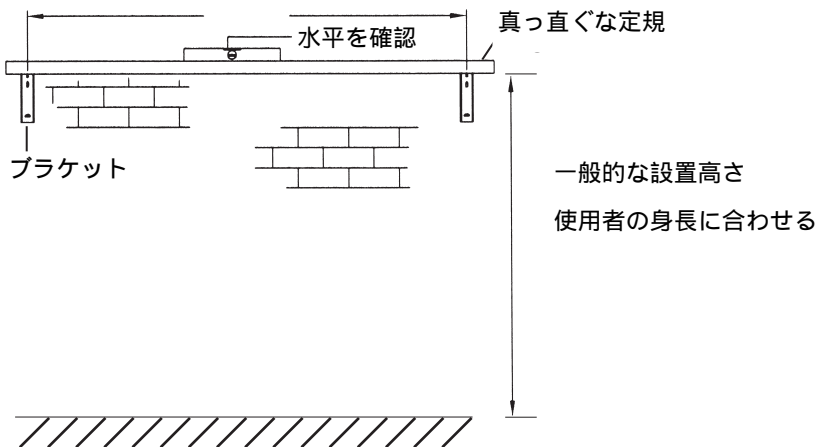 水平を確認
真っ直ぐな定規
ブラケット
一般的な設置高さ
使用者の身長に合わせる